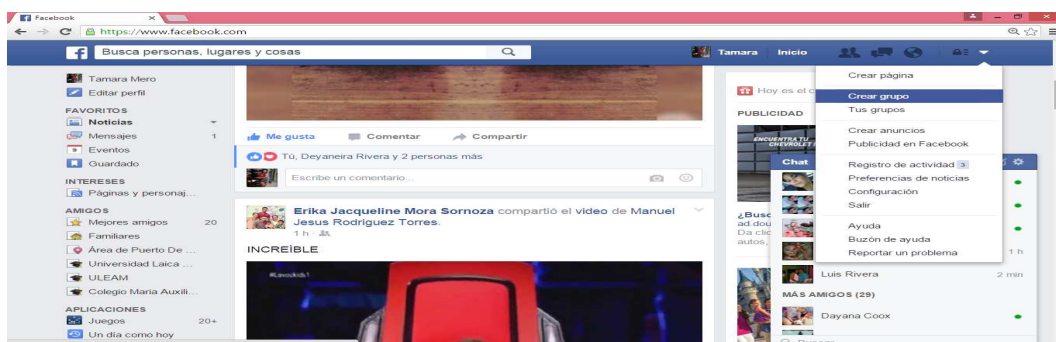 Facebook
https://www.facebook.com
Busca personas, lugares y cosas
Tamara Inicio
Tamara Mero
Editar perfil
FAVORITOS
Noticias
Mensajes 1
Eventos
Guardado
INTERESES
Páginas y personaj...
AMIGOS
Mejores amigos 20
Familiares
Área de Puerto De ...
Universidad Laica ...
ULEAM
Colegio Maria Auxili...
APLICACIONES
Juegos 20+
Un día como hoy
Me gusta Comentar Compartir
Tú, Deyaneira Rivera y 2 personas más
Escribe un comentario...
Erika Jacqueline Mora Sornoza compartió el video de Manuel
Jesus Rodriguez Torres.
1 h
INCREÍBLE
Hoy es el c
PUBLICIDAD
ENCUENTRA TU
CHEVROLET
¿Busc
ad.dou
Da clic
autos,
Crear página
Crear grupo
Tus grupos
Crear anuncios
Publicidad en Facebook
Registro de actividad 3
Preferencias de noticias
Configuración
Salir
Ayuda
Buzón de ayuda
Reportar un problema
Chat
1 h
Luis Rivera 2 min
MÁS AMIGOS (29)
Dayana Coox